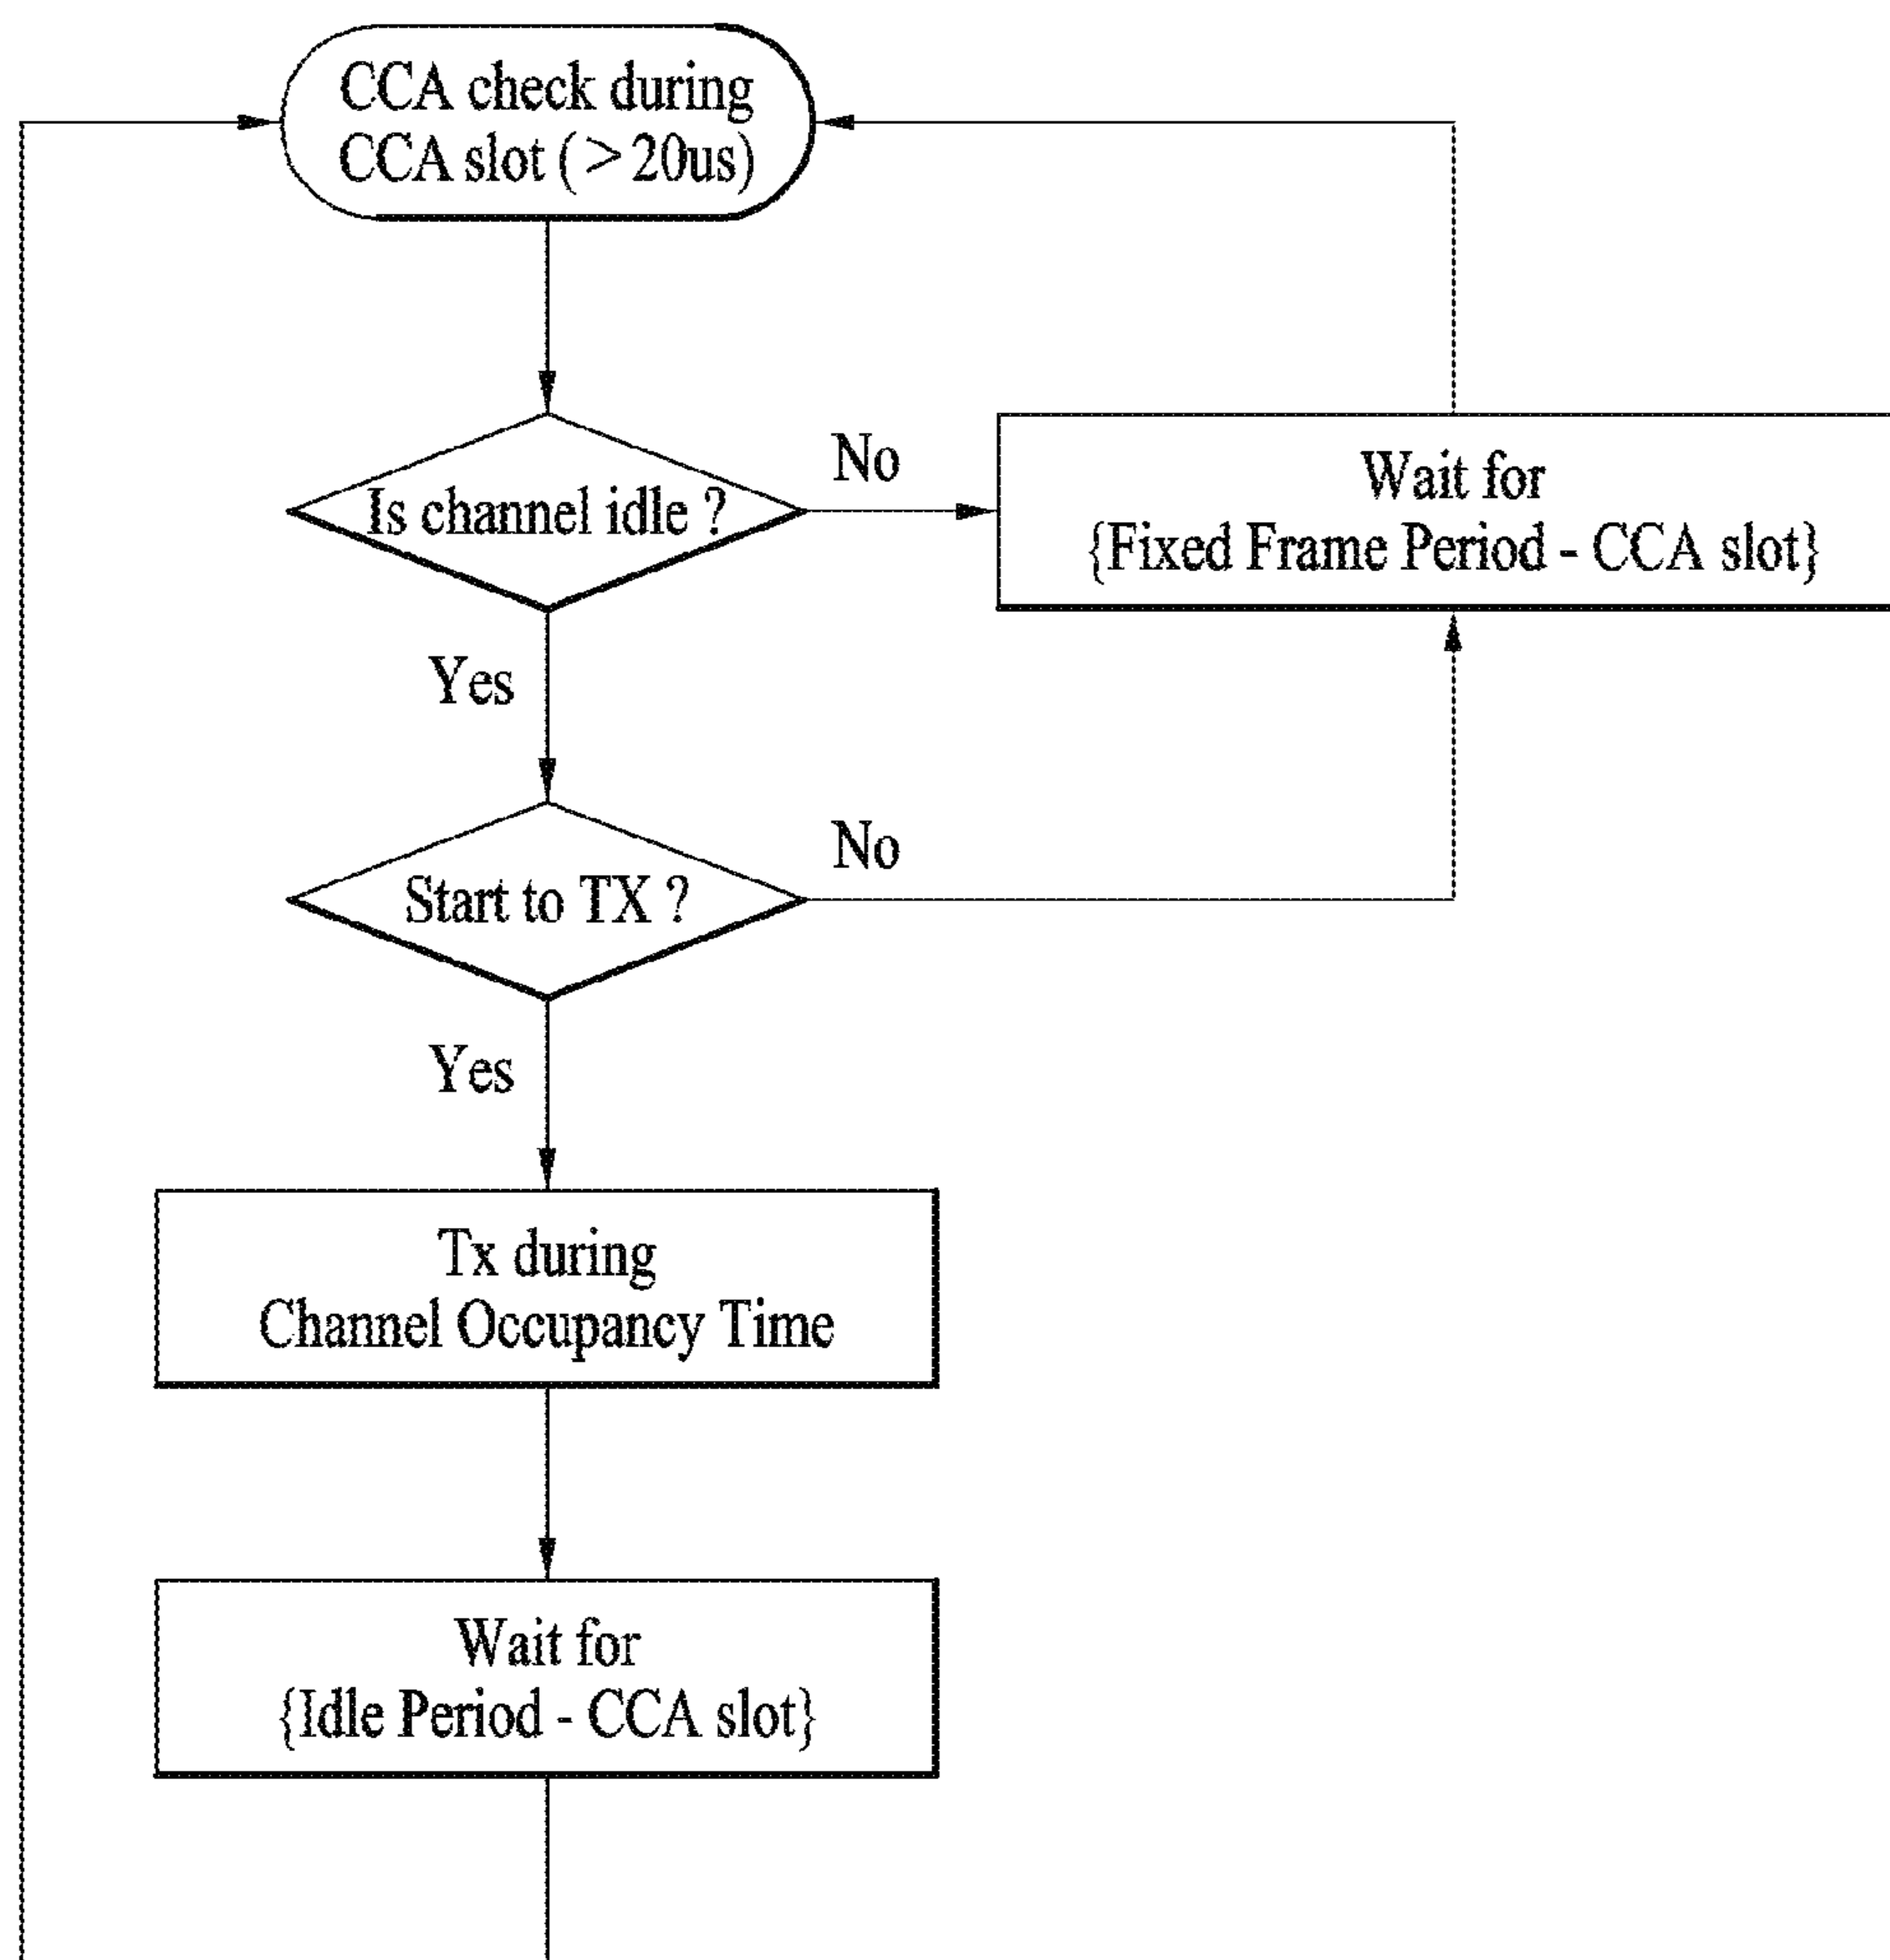 CCA check during
CCA slot (>20us)
Is channel idle ?
No
Wait for
{Fixed Frame Period - CCA slot}
Yes
Start to TX ?
No
Yes
Tx during
Channel Occupancy Time
Wait for
{Idle Period - CCA slot}